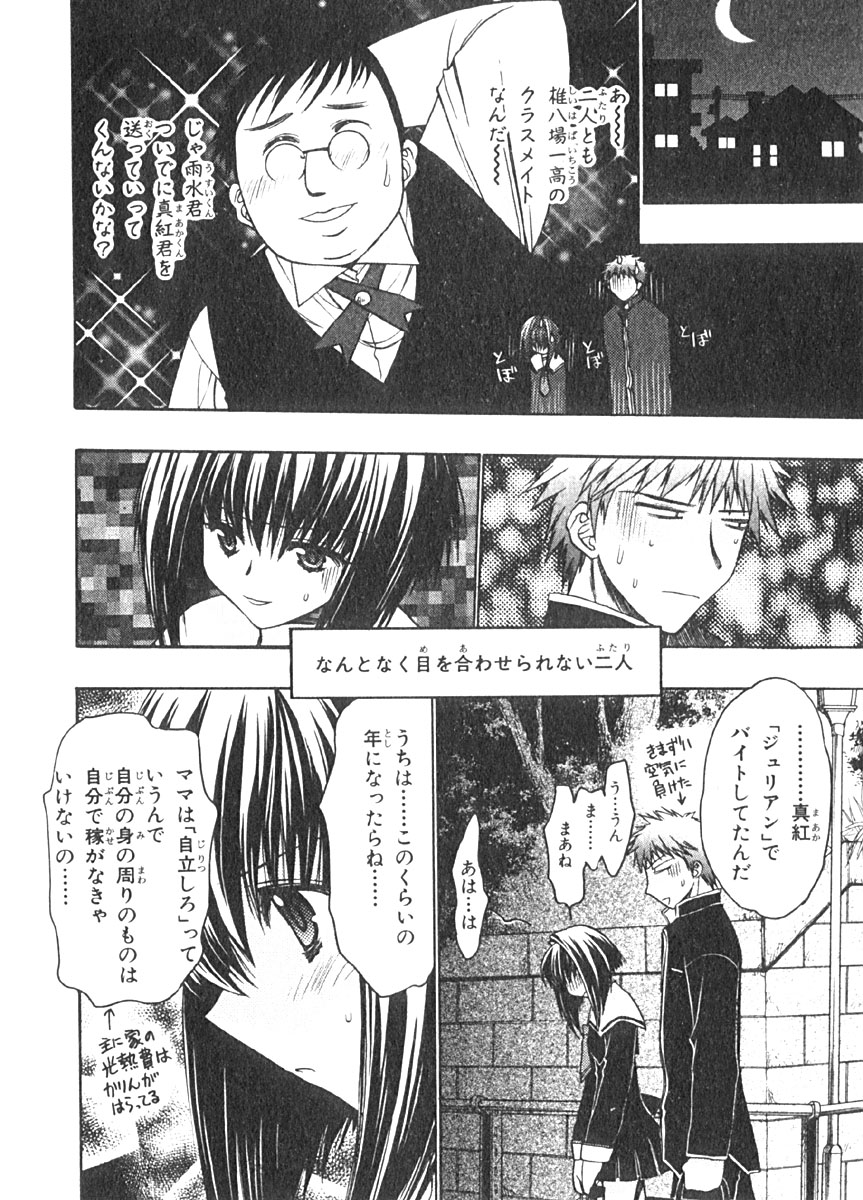 あ〜〜
二人とも
椎八場一高の
クラスメイト
なんだ〜
じゃ雨水君
ついでに真紅君を
送っていって
くんないかな?
とぼ
とぼ
とぼ
とぼ
なんとなく目を合わせられない二人
…………真紅
「ジュリアン」で
バイトしてたんだ
きまずい
空気に
負けた
う…うん
ま……
まあね
あは…は
うちは……このくらいの
年になったらね……
ママは「自立しろ」って
いうんで
自分の身の周りのものは
自分で稼がなきゃ
いけないの……
主に家の
光熱費は
かりんが
はらってる